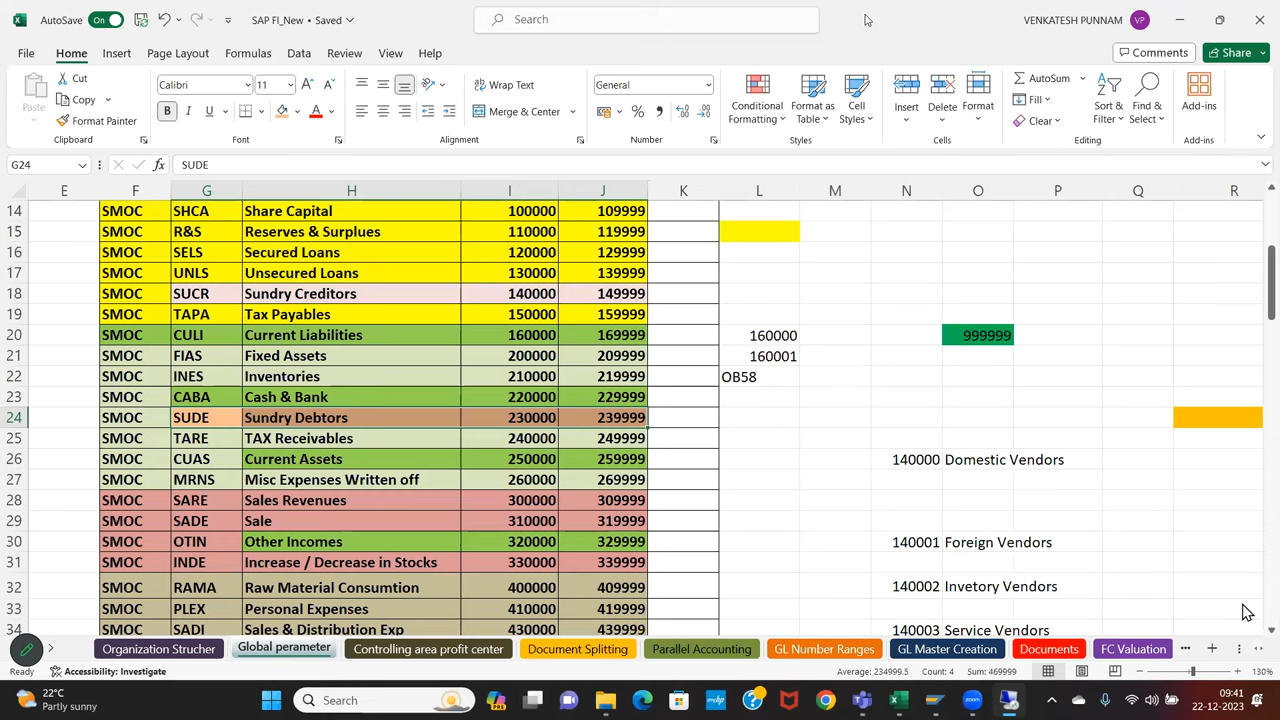 AutoSave On SAP FI_New • Saved Search VENKATESH PUNNAM VP
File Home Insert Page Layout Formulas Data Review View Help Comments Share
Paste Cut Copy Format Painter Clipboard
Calibri 11 A A B I U A Font
Wrap Text Merge & Center Alignment
General % , Number
Conditional Formatting Format as Table Cell Styles Styles
Insert Delete Format Cells
AutoSum Fill Clear Sort & Filter Find & Select Editing
Add-ins Add-ins
G24 fx SUDE
E F G H I J K L M N O P Q R
14 SMOC SHCA Share Capital 100000 109999
15 SMOC R&S Reserves & Surplues 110000 119999
16 SMOC SELS Secured Loans 120000 129999
17 SMOC UNLS Unsecured Loans 130000 139999
18 SMOC SUCR Sundry Creditors 140000 149999
19 SMOC TAPA Tax Payables 150000 159999
20 SMOC CULI Current Liabilities 160000 169999 160000 999999
21 SMOC FIAS Fixed Assets 200000 209999 160001
22 SMOC INES Inventories 210000 219999 OB58
23 SMOC CABA Cash & Bank 220000 229999
24 SMOC SUDE Sundry Debtors 230000 239999
25 SMOC TARE TAX Receivables 240000 249999
26 SMOC CUAS Current Assets 250000 259999 140000 Domestic Vendors
27 SMOC MRNS Misc Expenses Written off 260000 269999
28 SMOC SARE Sales Revenues 300000 309999
29 SMOC SADE Sale 310000 319999
30 SMOC OTIN Other Incomes 320000 329999 140001 Foreign Vendors
31 SMOC INDE Increase / Decrease in Stocks 330000 339999
32 SMOC RAMA Raw Material Consumtion 400000 409999 140002 Invetory Vendors
33 SMOC PLEX Personal Expenses 410000 419999
34 SMOC SADI Sales & Distribution Exp 430000 439999 140003 Service Vendors
Organization Strucher Global perameter Controlling area profit center Document Splitting Parallel Accounting GL Number Ranges GL Master Creation Documents FC Valuation
Ready Accessibility: Investigate Average: 234999.5 Count: 4 Sum: 469999 130%
22°C Partly sunny Search PRE zoom ENG IN 09:41 22-12-2023